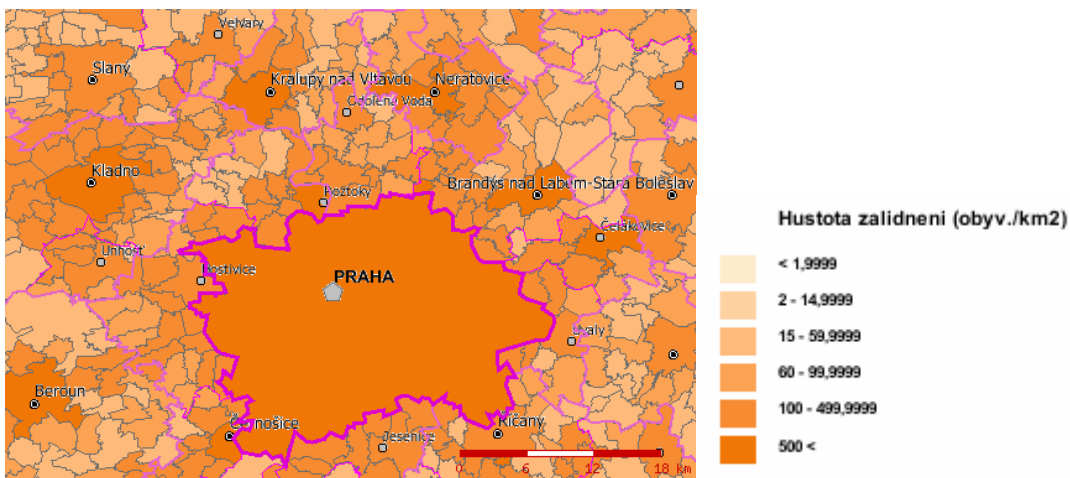 Velvary
Slaný
Kralupy nad Vltavou
Neratovice
Odolena Voda
Kladno
Brandýs nad Labem-Stará Boleslav
Roztoky
Čelákovice
Unhošť
Hostivice
PRAHA
Úvaly
Beroun
Černošice
Říčany
Jesenice
0 6 12 18 km
Hustota zalidneni (obyv./km2)
< 1,9999
2 - 14,9999
15 - 59,9999
60 - 99,9999
100 - 499,9999
500 <